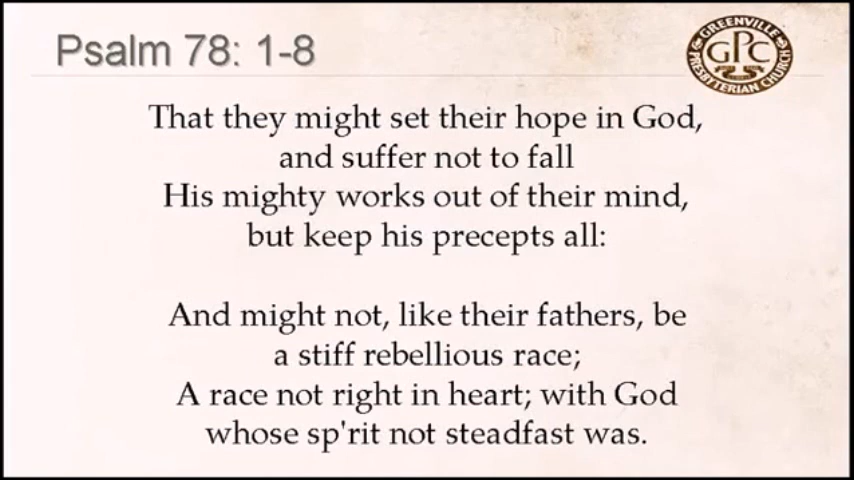 Psalm 78: 1-8
GREENVILLE
GPC
PRESBYTERIAN CHURCH
That they might set their hope in God,
and suffer not to fall
His mighty works out of their mind,
but keep his precepts all:
And might not, like their fathers, be
a stiff rebellious race;
A race not right in heart; with God
whose sp'rit not steadfast was.